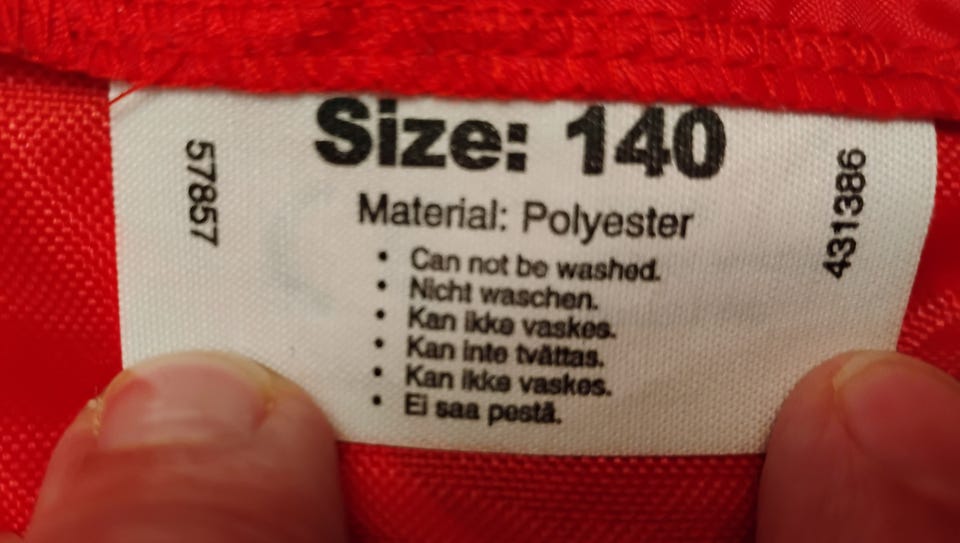 Size: 140
57857
431386
Material: Polyester
• Can not be washed.
• Nicht waschen.
• Kan ikke vaskes.
• Kan inte tvättas.
• Kan ikke vaskes.
• Ei saa pestä.